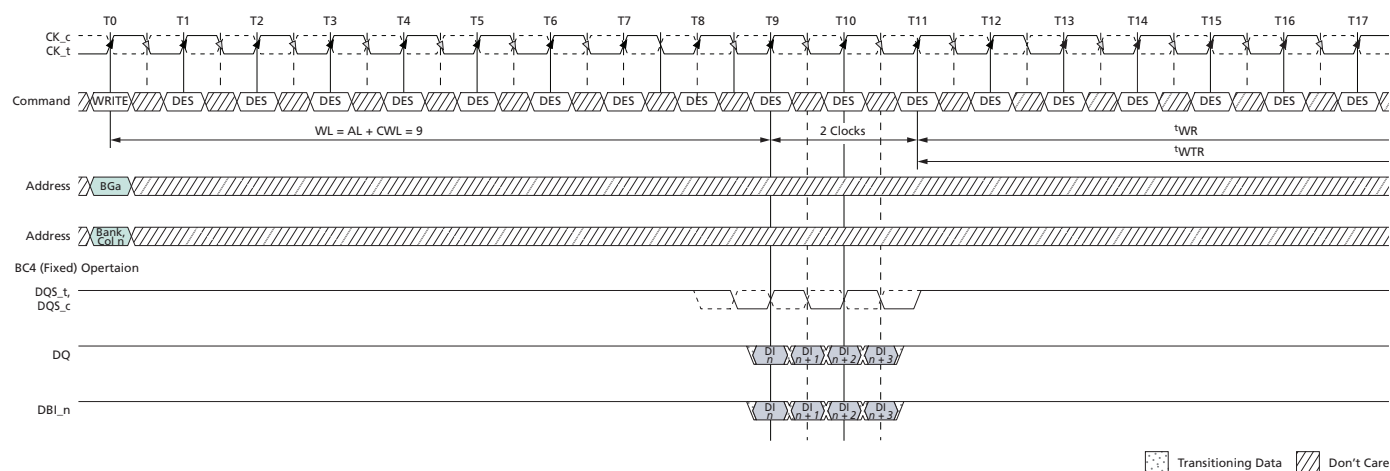 T0 T1 T2 T3 T4 T5 T6 T7 T8 T9 T10 T11 T12 T13 T14 T15 T16 T17
CK_c
CK_t
Command WRITE DES DES DES DES DES DES DES DES DES DES DES DES DES DES DES DES DES
WL = AL + CWL = 9 2 Clocks tWR
tWTR
Address BGa
Address Bank,
Col n
BC4 (Fixed) Opertaion
DQS_t,
DQS_c
DQ DI DI DI DI
n n + 1 n + 2 n + 3
DBI_n DI DI DI DI
n n + 1 n + 2 n + 3
Transitioning Data Don't Care